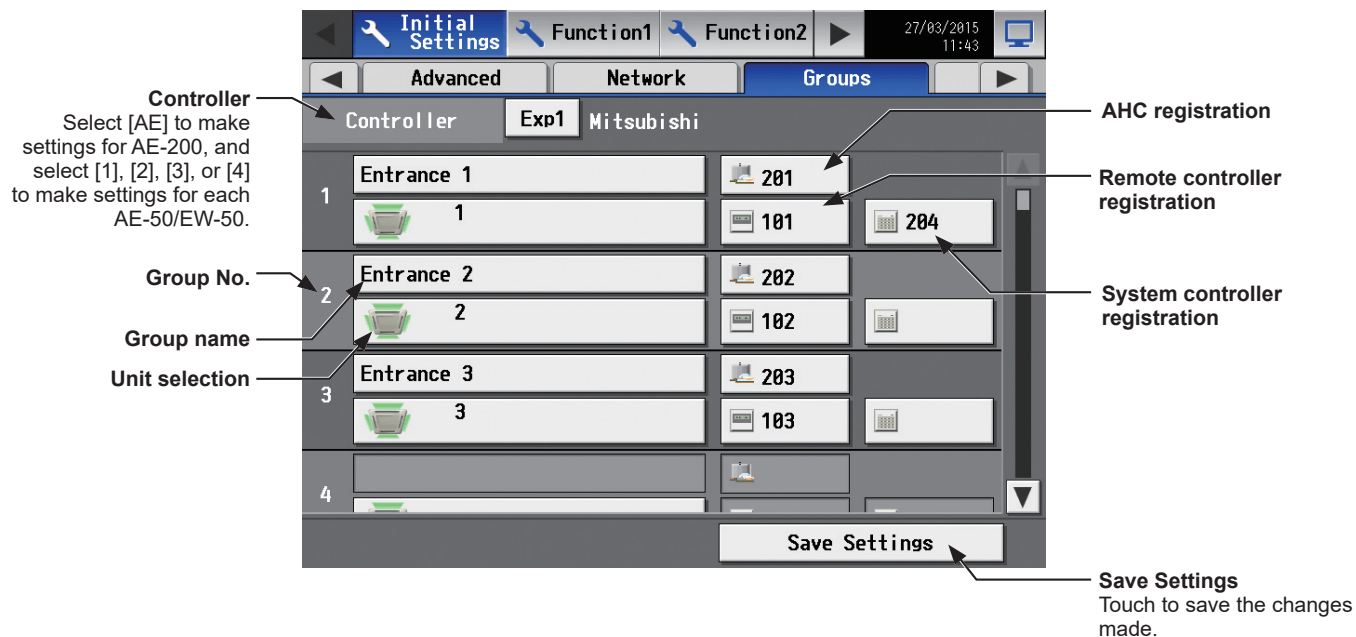 Initial
Settings
Function1
Function2
27/03/2015
11:43
Advanced
Network
Groups
Controller
Select [AE] to make
settings for AE-200, and
select [1], [2], [3], or [4]
to make settings for each
AE-50/EW-50.
Controller
Exp1
Mitsubishi
AHC registration
1
Entrance 1
201
Remote controller
registration
1
101
204
Group No.
2
Entrance 2
202
System controller
registration
Group name
2
102
Unit selection
3
Entrance 3
203
3
103
4
Save Settings
Save Settings
Touch to save the changes
made.